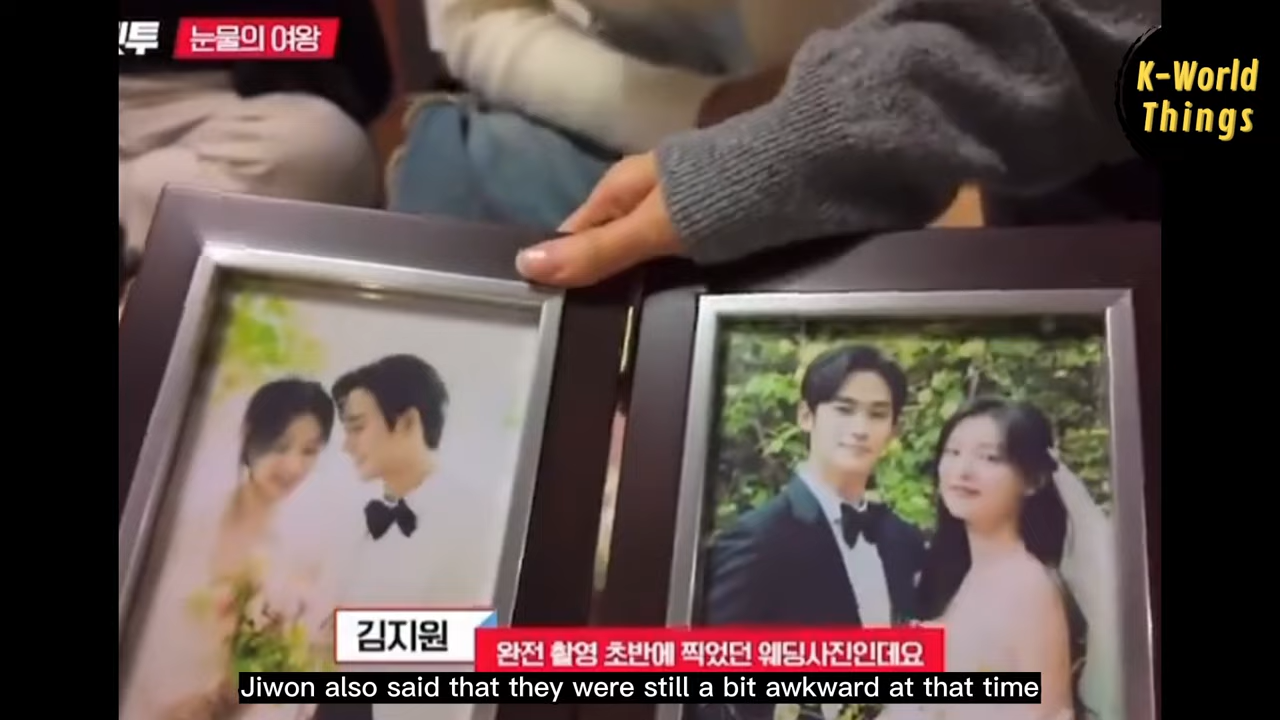 눈물의 여왕
K-World
Things
김지원
완전 촬영 초반에 찍었던 웨딩사진인데요
Jiwon also said that they were still a bit awkward at that time